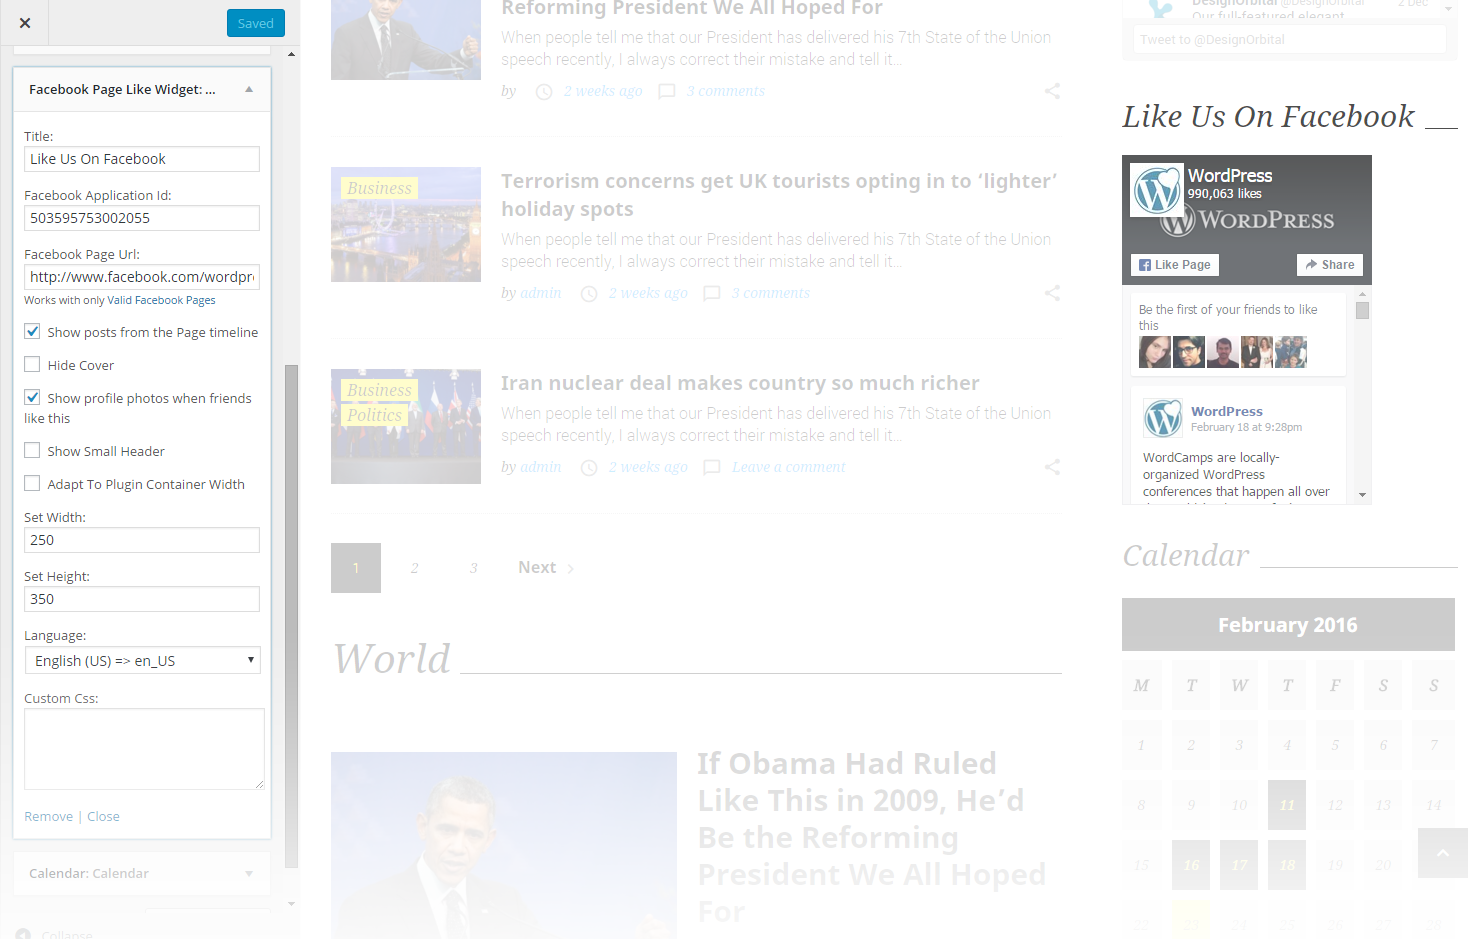 Saved
Facebook Page Like Widget: ...
Title:
Like Us On Facebook
Facebook Application Id:
503595753002055
Facebook Page Url:
http://www.facebook.com/wordpr
Works with only Valid Facebook Pages
Show posts from the Page timeline
Hide Cover
Show profile photos when friends
like this
Show Small Header
Adapt To Plugin Container Width
Set Width:
250
Set Height:
350
Language:
English (US) => en_US
Custom Css:
Remove | Close
Calendar: Calendar
Collapse
Reforming President We All Hoped For
When people tell me that our President has delivered his 7th State of the Union
speech recently, I always correct their mistake and tell it...
by 2 weeks ago 3 comments
Business
Terrorism concerns get UK tourists opting in to ‘lighter’
holiday spots
When people tell me that our President has delivered his 7th State of the Union
speech recently, I always correct their mistake and tell it...
by admin 2 weeks ago 3 comments
Business
Politics
Iran nuclear deal makes country so much richer
When people tell me that our President has delivered his 7th State of the Union
speech recently, I always correct their mistake and tell it...
by admin 2 weeks ago Leave a comment
1 2 3 Next
World
If Obama Had Ruled
Like This in 2009, He’d
Be the Reforming
President We All Hoped
For
DesignOrbital @DesignOrbital 2 Dec
Our full-featured elegant
Tweet to @DesignOrbital
Like Us On Facebook
WordPress
990,063 likes
WORDPRESS
Like Page Share
Be the first of your friends to like
this
WordPress
February 18 at 9:28pm
WordCamps are locally-
organized WordPress
conferences that happen all over
Calendar
February 2016
M T W T F S S
1 2 3 4 5 6 7
8 9 10 11 12 13 14
15 16 17 18 19 20
22 23 24 25 26 27 28